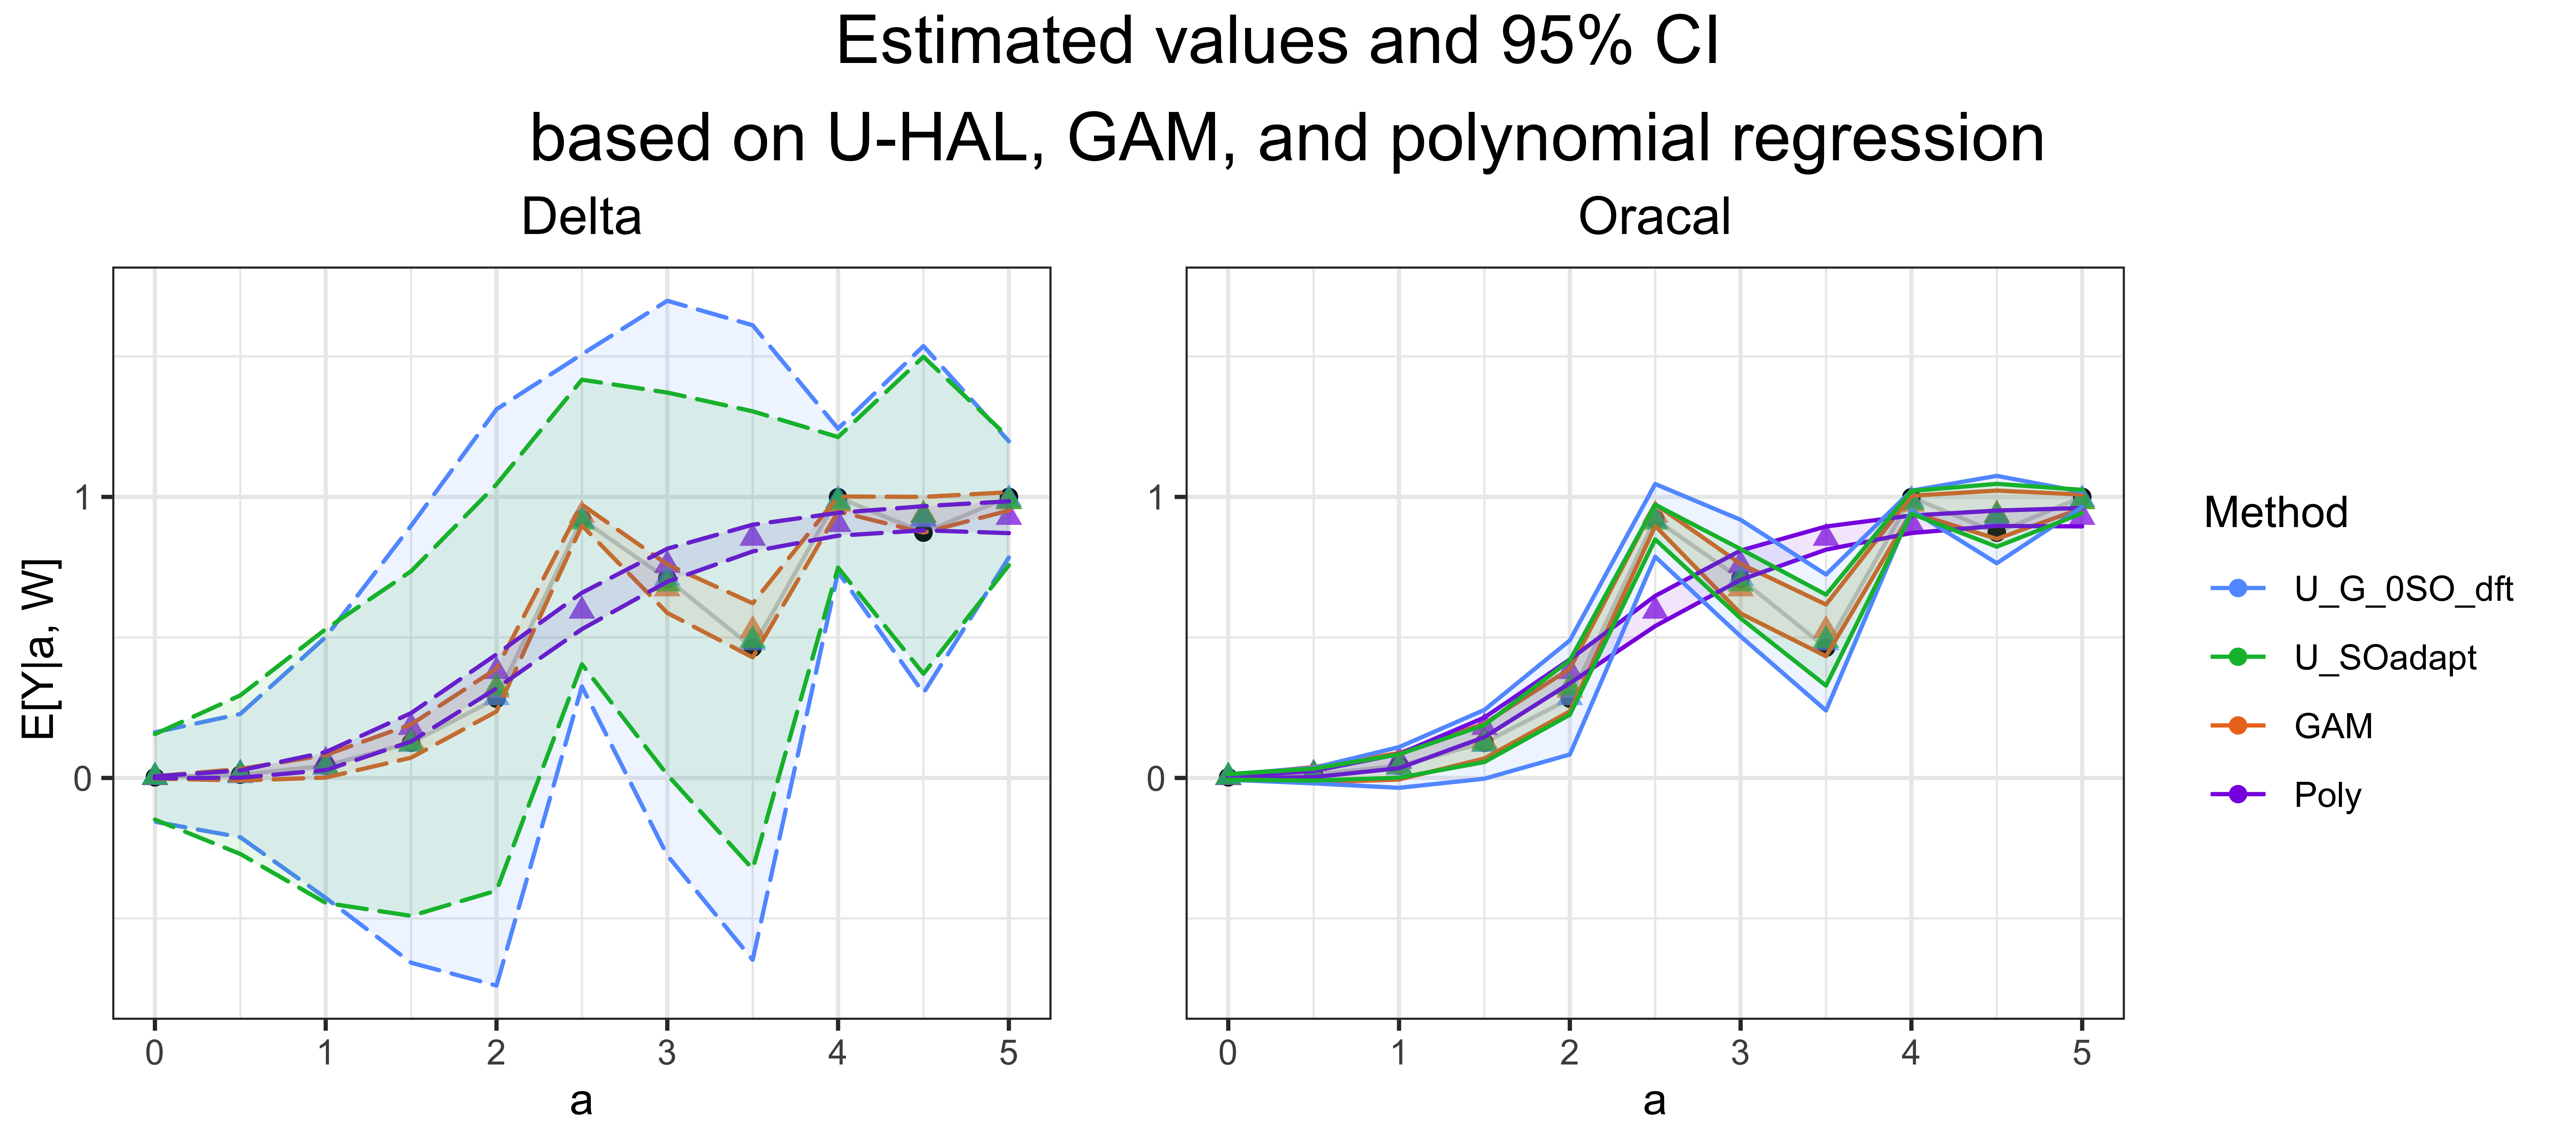 Estimated values and 95% CI
based on U-HAL, GAM, and polynomial regression
Delta
Oracal
E[Y|a, W]
1
0
0 1 2 3 4 5
a
1
0
0 1 2 3 4 5
a
Method
U_G_0SO_dft
U_SOadapt
GAM
Poly